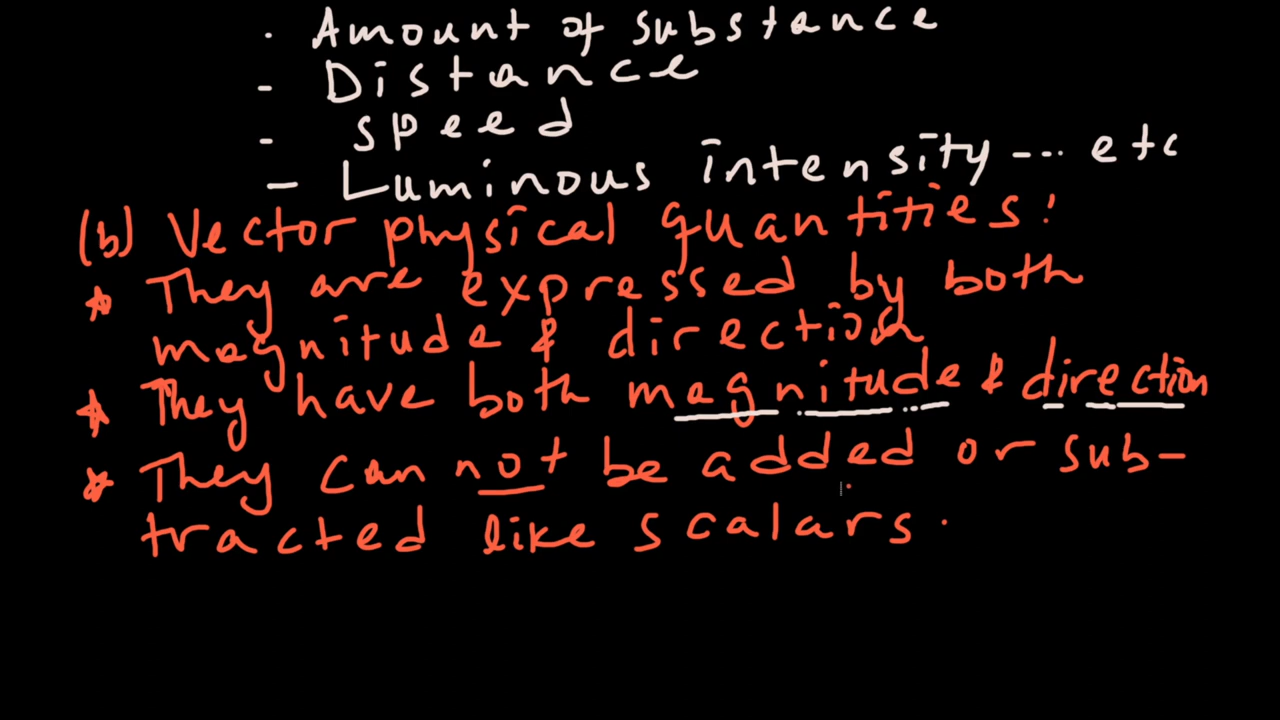 · Amount of substance
- Distance
- speed
- Luminous intensity --... etc
(b) Vector physical quantities:
* They are expressed by both
magnitude & direction
* They have both magnitude & direction
* They can not be added or sub-
tracted like scalars.